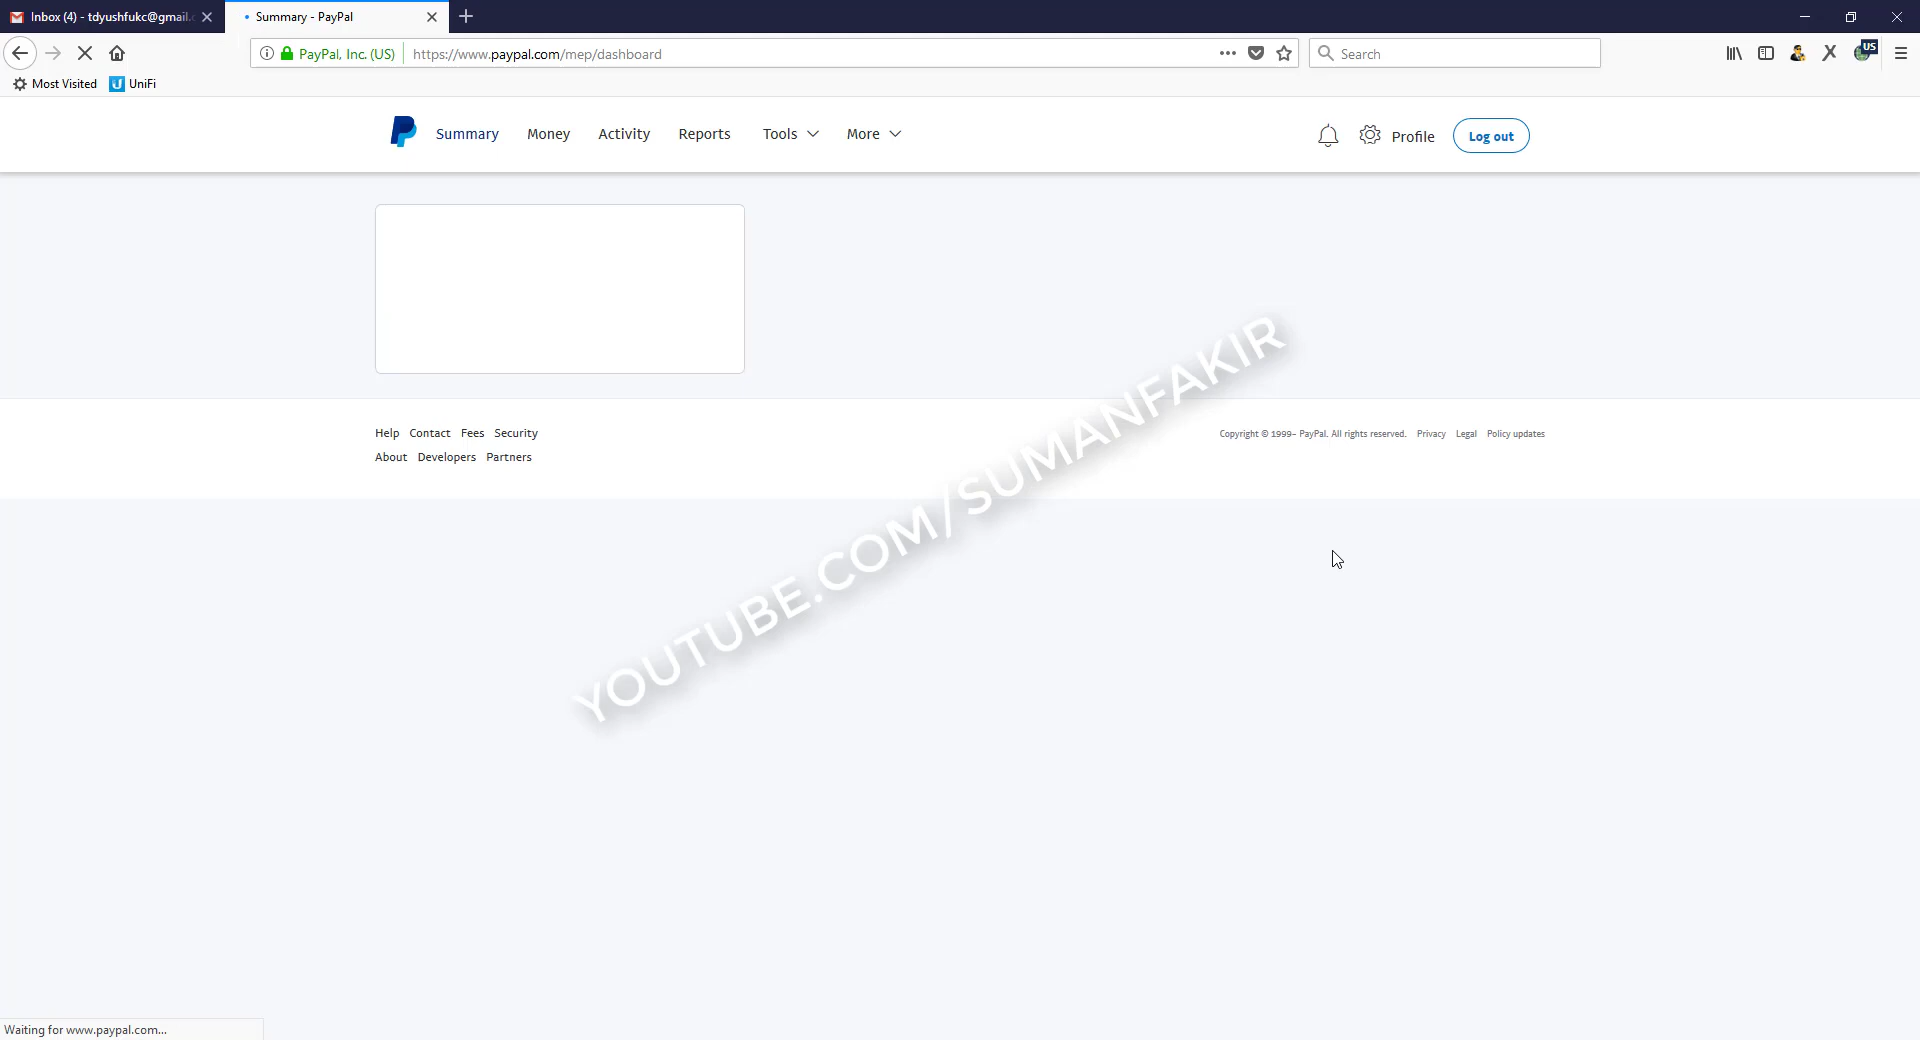 Inbox (4) - tdyushfukc@gmail.c
Summary - PayPal
PayPal, Inc. (US)
https://www.paypal.com/mep/dashboard
Search
US
Most Visited
U UniFi
Summary
Money
Activity
Reports
Tools
More
Profile
Log out
YOUTUBE.COM/SUMANFAKIR
Help Contact Fees Security
Copyright © 1999- PayPal. All rights reserved. Privacy Legal Policy updates
About Developers Partners
Waiting for www.paypal.com...